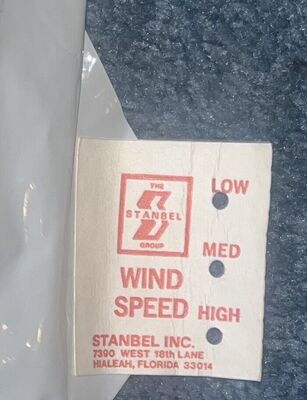 THE
STANBEL
GROUP
LOW
MED
WIND
SPEED
HIGH
STANBEL INC.
7390 WEST 18th LANE
HIALEAH, FLORIDA 33014